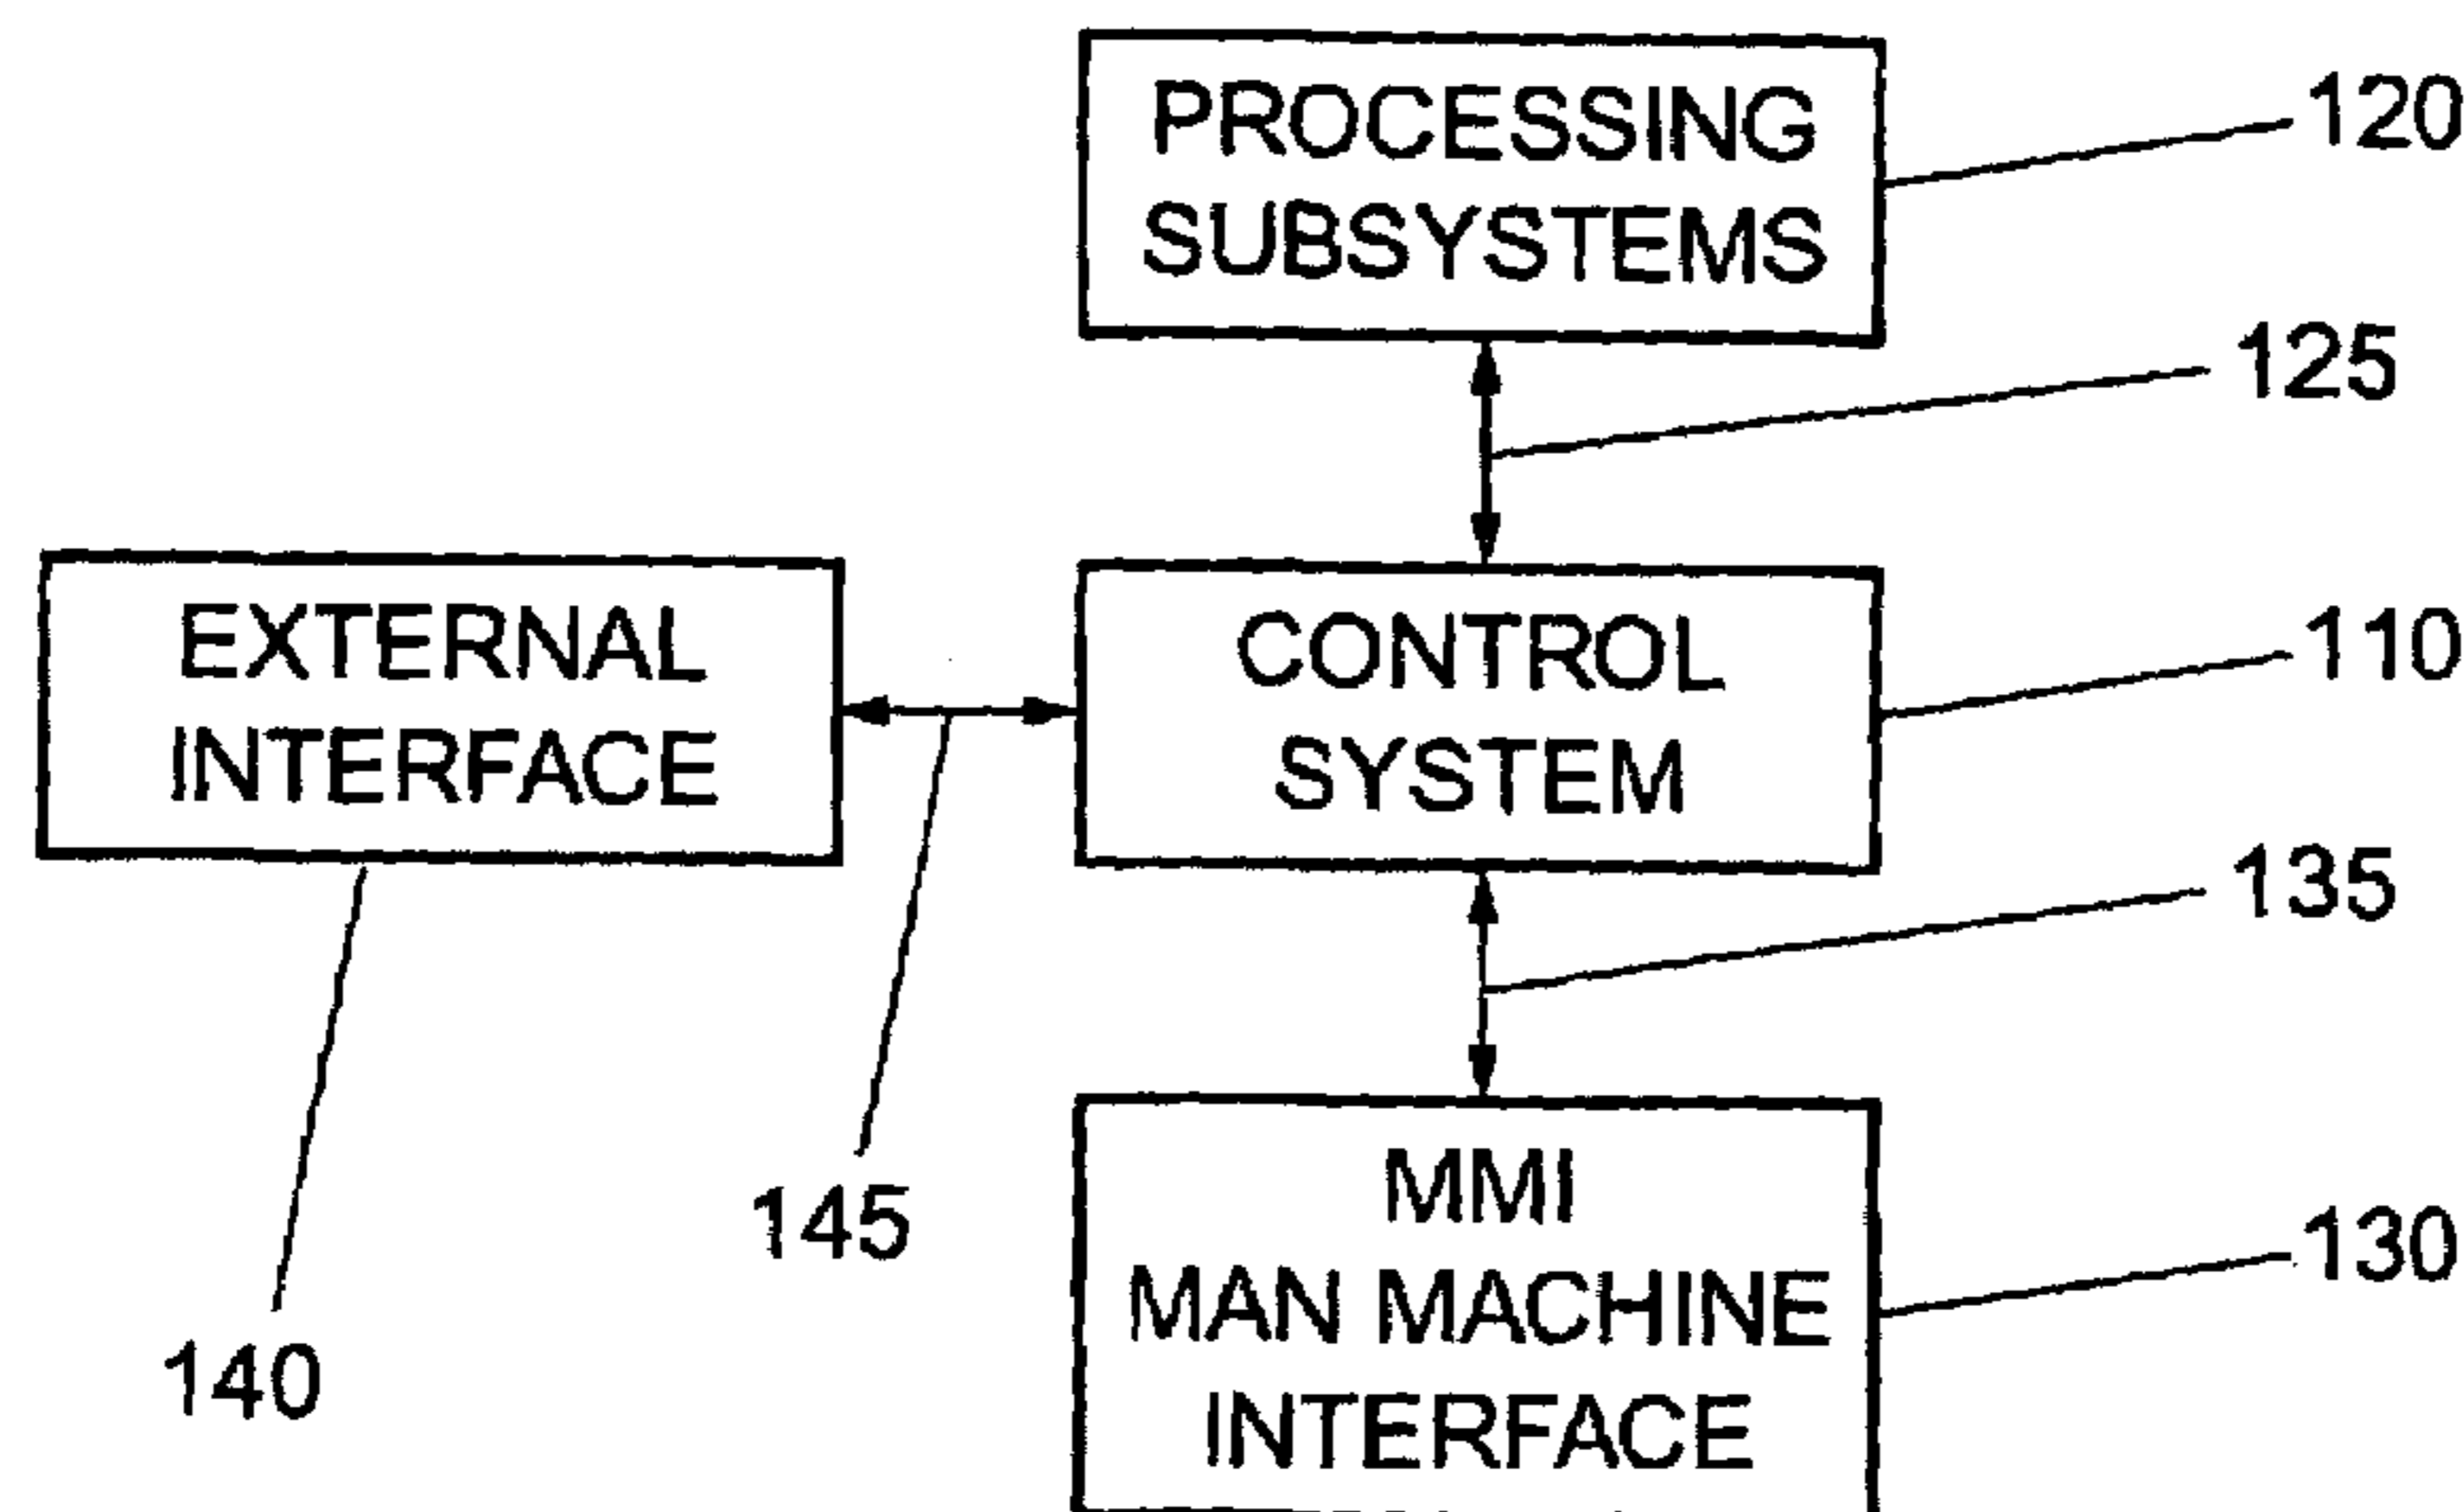 PROCESSING
SUBSYSTEMS
120
125
EXTERNAL
INTERFACE
CONTROL
SYSTEM
110
135
145
140
MMI
MAN MACHINE
INTERFACE
130